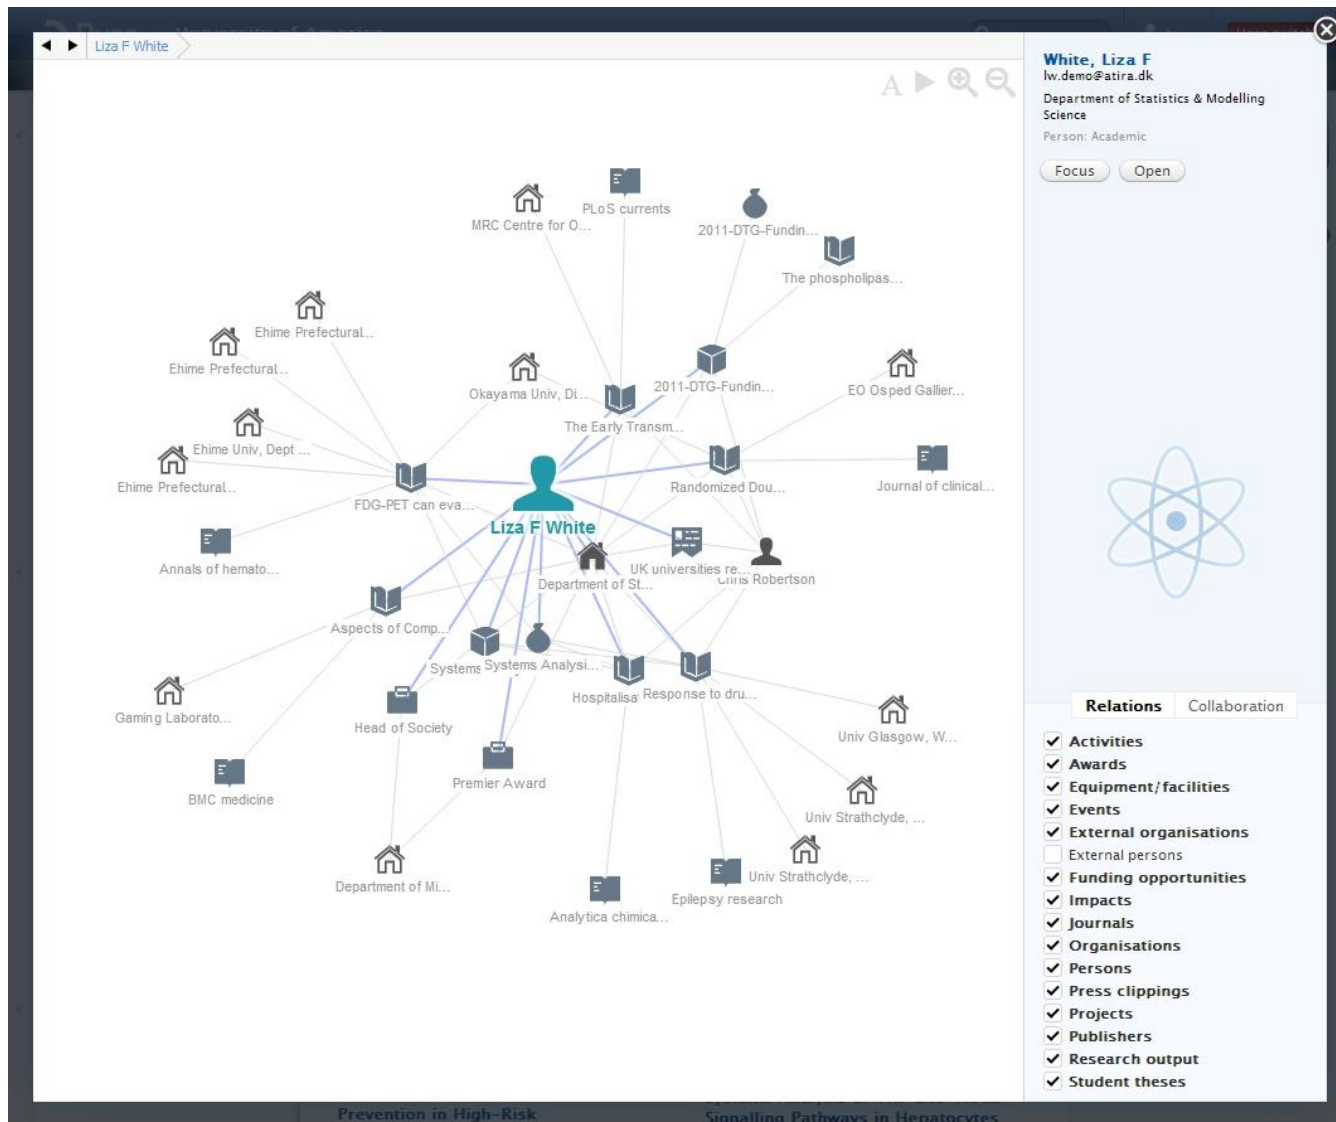 University of America
Liza F White
A
MRC Centre for O...
PLoS currents
2011-DTG-Fundin...
The phospholipas...
Ehime Prefectural...
Ehime Prefectural...
Okayama Univ, Di...
2011-DTG-Fundin...
EO Osped Gallier...
The Early Transm...
Ehime Univ, Dept ...
Ehime Prefectural...
FDG-PET can eva...
Randomized Dou...
Journal of clinical...
Liza F White
Annals of hemato...
Department of St...
UK universities re...
Chris Robertson
Aspects of Comp...
Systems
Systems Analysi...
Hospitalisa
Response to dru...
Gaming Laborato...
Head of Society
Univ Glasgow, W...
Premier Award
BMC medicine
Univ Strathclyde, ...
Department of Mi...
Univ Strathclyde, ...
Epilepsy research
Analytica chimica...
White, Liza F
lw.demo@atira.dk
Department of Statistics & Modelling
Science
Person: Academic
Focus
Open
Relations
Collaboration
Activities
Awards
Equipment/facilities
Events
External organisations
External persons
Funding opportunities
Impacts
Journals
Organisations
Persons
Press clippings
Projects
Publishers
Research output
Student theses
Prevention in High-Risk
Signalling Pathways in Hepatocytes